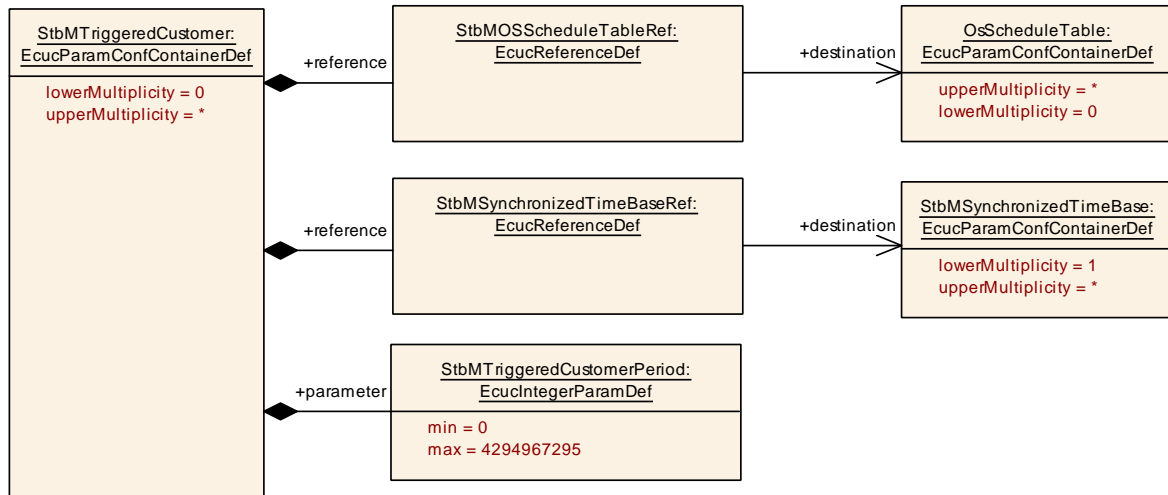 StbMTriggeredCustomer:
EcucParamConfContainerDef
lowerMultiplicity = 0
upperMultiplicity = *
+reference
StbMOSScheduleTableRef:
EcucReferenceDef
+destination
OsScheduleTable:
EcucParamConfContainerDef
upperMultiplicity = *
lowerMultiplicity = 0
+reference
StbMSynchronizedTimeBaseRef:
EcucReferenceDef
+destination
StbMSynchronizedTimeBase:
EcucParamConfContainerDef
lowerMultiplicity = 1
upperMultiplicity = *
+parameter
StbMTriggeredCustomerPeriod:
EcucIntegerParamDef
min = 0
max = 4294967295